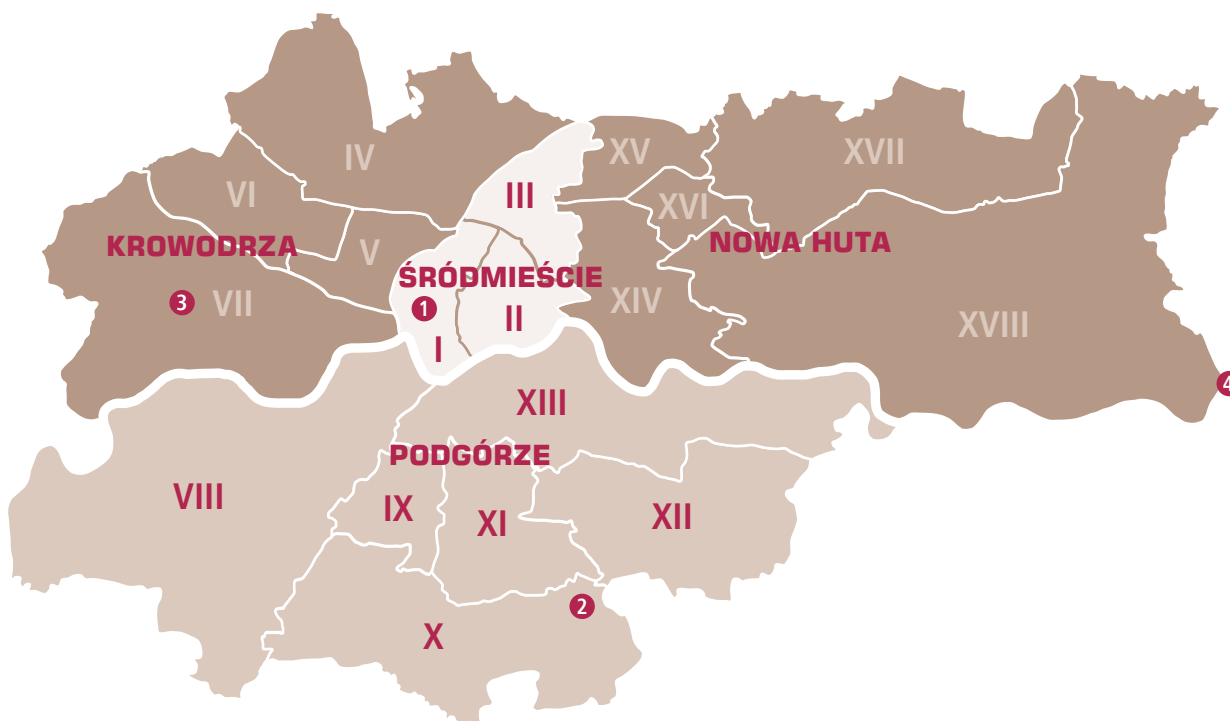 IV
XV
XVII
VI
III
XVI
KROWODRZA
V
NOWA HUTA
ŚRÓDMIEŚCIE
3
VII
1
II
XIV
XVIII
I
4
XIII
PODGÓRZE
VIII
IX
XI
XII
2
X